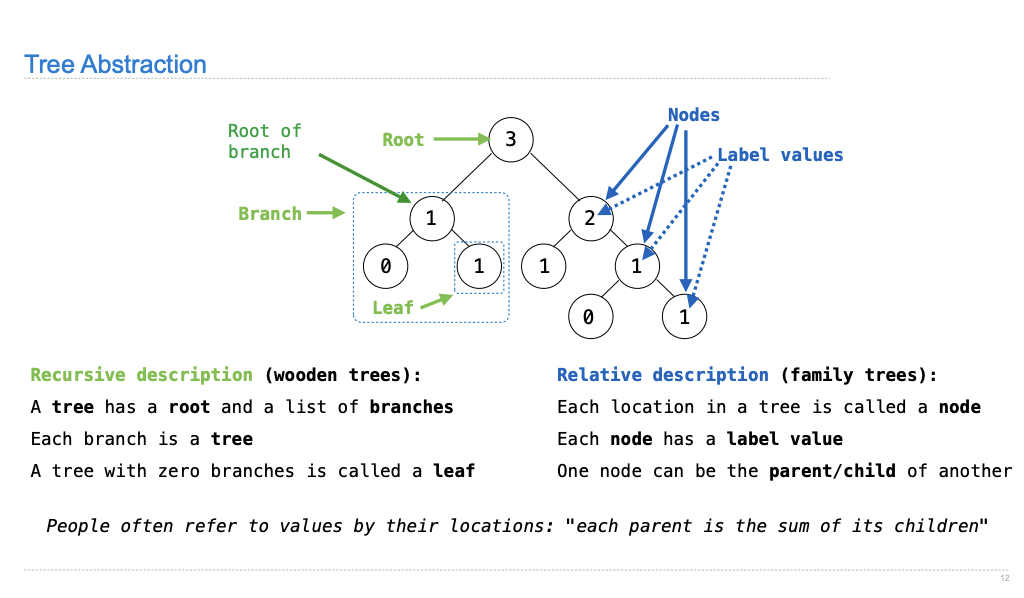 Tree Abstraction
Root of
branch
Root
3
Nodes
Label values
Branch
1
2
0
1
1
1
Leaf
0
1
Recursive description (wooden trees):
A tree has a root and a list of branches
Each branch is a tree
A tree with zero branches is called a leaf
Relative description (family trees):
Each location in a tree is called a node
Each node has a label value
One node can be the parent/child of another
People often refer to values by their locations: "each parent is the sum of its children"
12